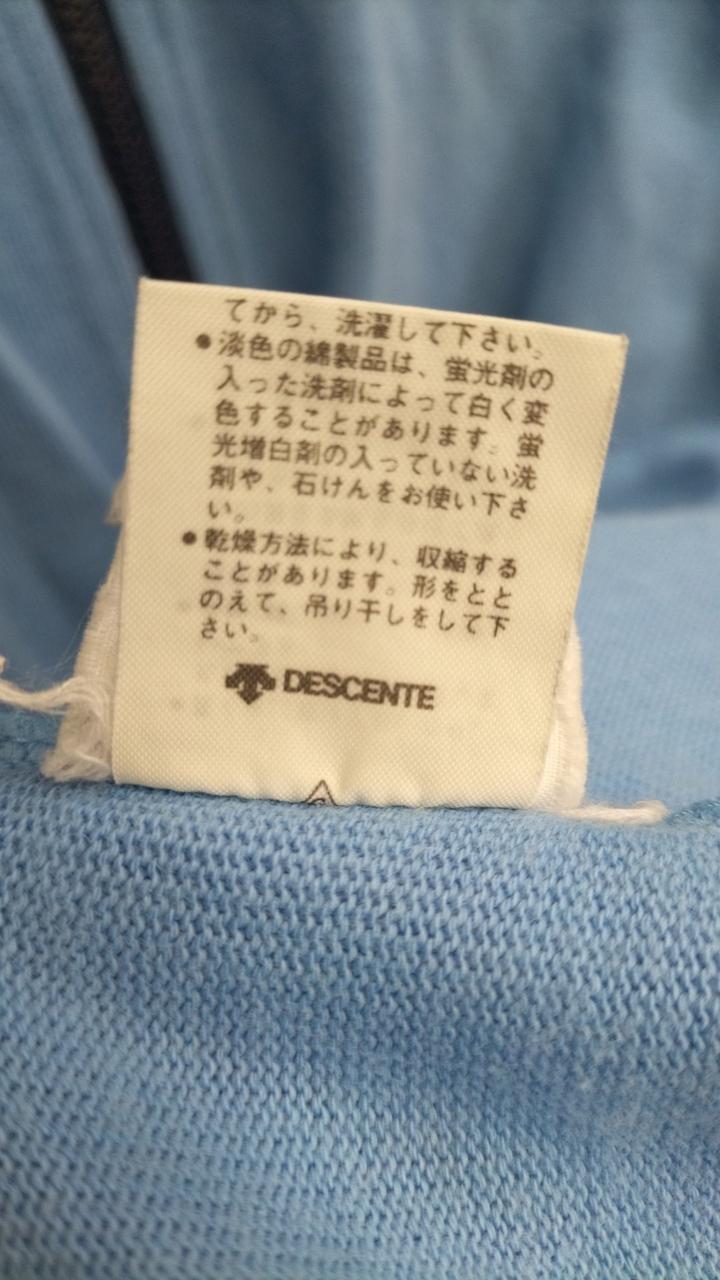 てから、洗濯して下さい。
●淡色の綿製品は、蛍光剤の
入った洗剤によって白く変
色することがあります。蛍
光増白剤の入っていない洗
剤や、石けんをお使い下さ
い。
●乾燥方法により、収縮する
ことがあります。形をとと
のえて、吊り干しをして下
さい。
DESCENTE